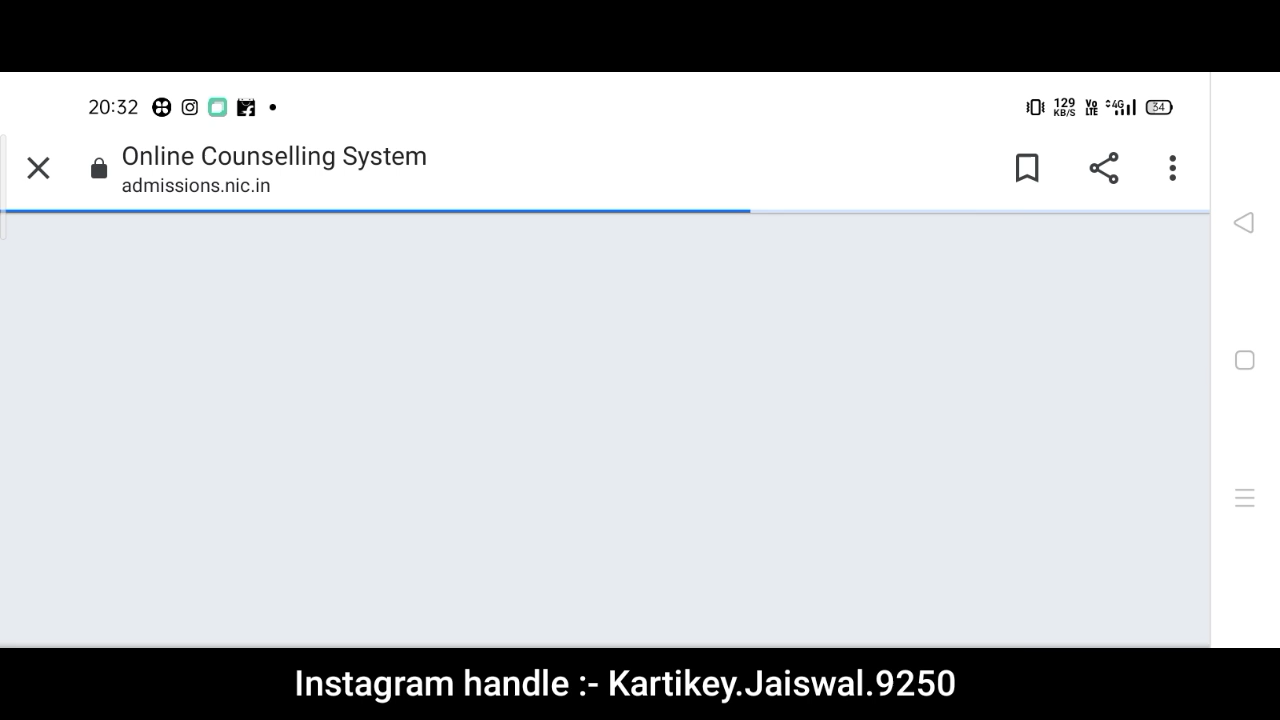 20:32
129
KB/S
Vo
LTE
4G
34
Online Counselling System
admissions.nic.in
Instagram handle :- Kartikey.Jaiswal.9250